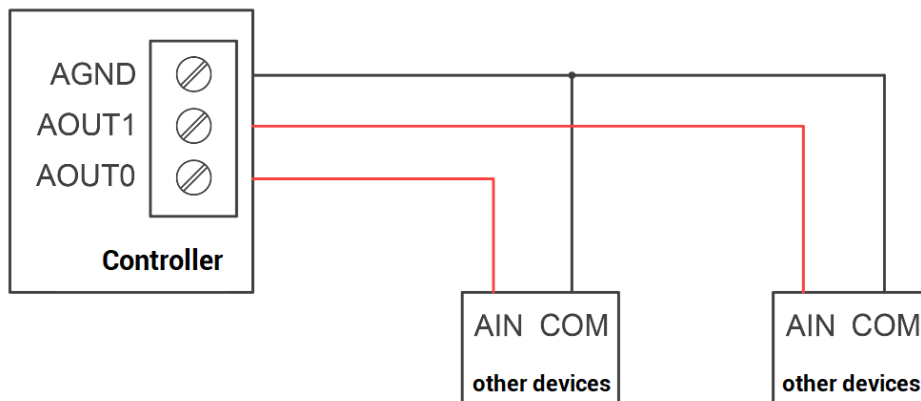 AGND
AOUT1
AOUT0
Controller
AIN COM
other devices
AIN COM
other devices